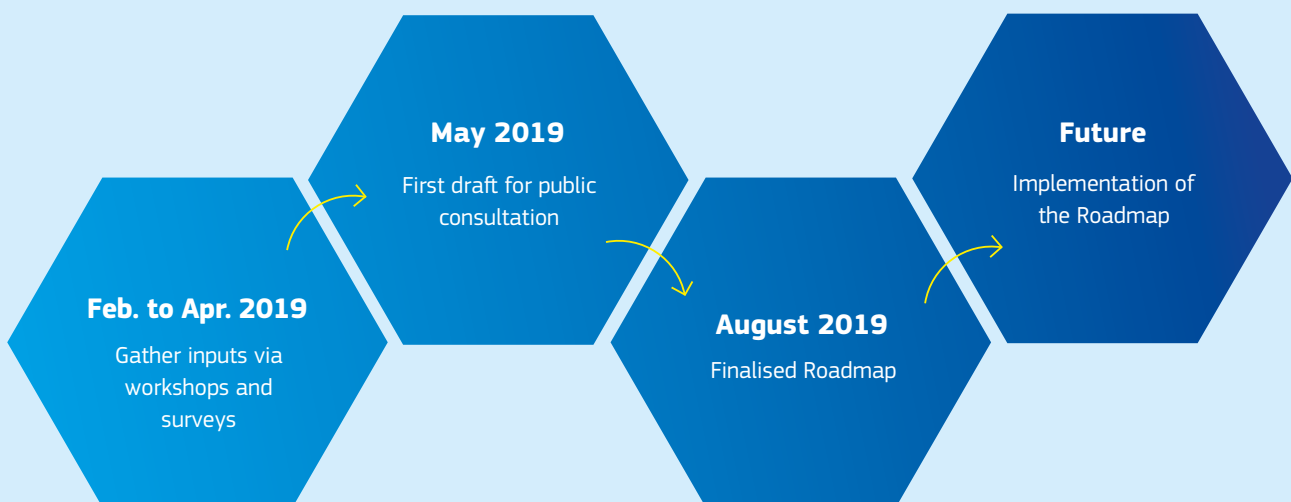 Feb. to Apr. 2019
Gather inputs via
workshops and
surveys
May 2019
First draft for public
consultation
August 2019
Finalised Roadmap
Future
Implementation of
the Roadmap